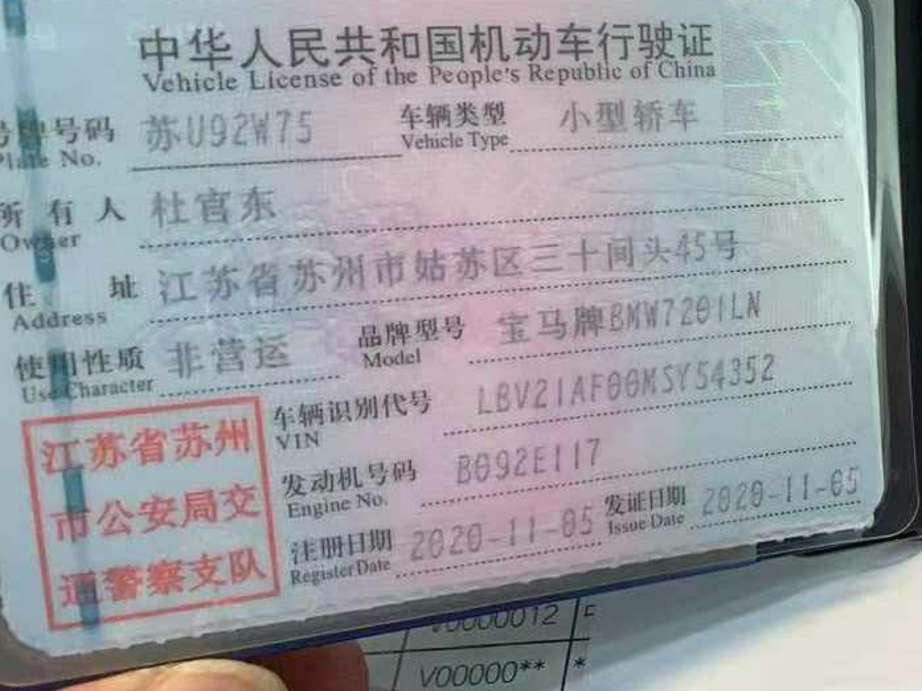 中华人民共和国机动车行驶证
Vehicle License of the People's Republic of China
号牌号码 苏U92W75 车辆类型 小型轿车
Plate No. Vehicle Type
所有人 杜官东
Owner
住址 江苏省苏州市姑苏区三十间头45号
Address
使用性质 非营运 品牌型号 宝马牌BMW7201LN
Use Character Model
江苏省苏州
市公安局交
通警察支队
车辆识别代号 LBV21AF00MSY54352
VIN
发动机号码 B092E117
Engine No.
注册日期 2020-11-05 发证日期 2020-11-05
Register Date Issue Date
V0000012 E
V00000** *